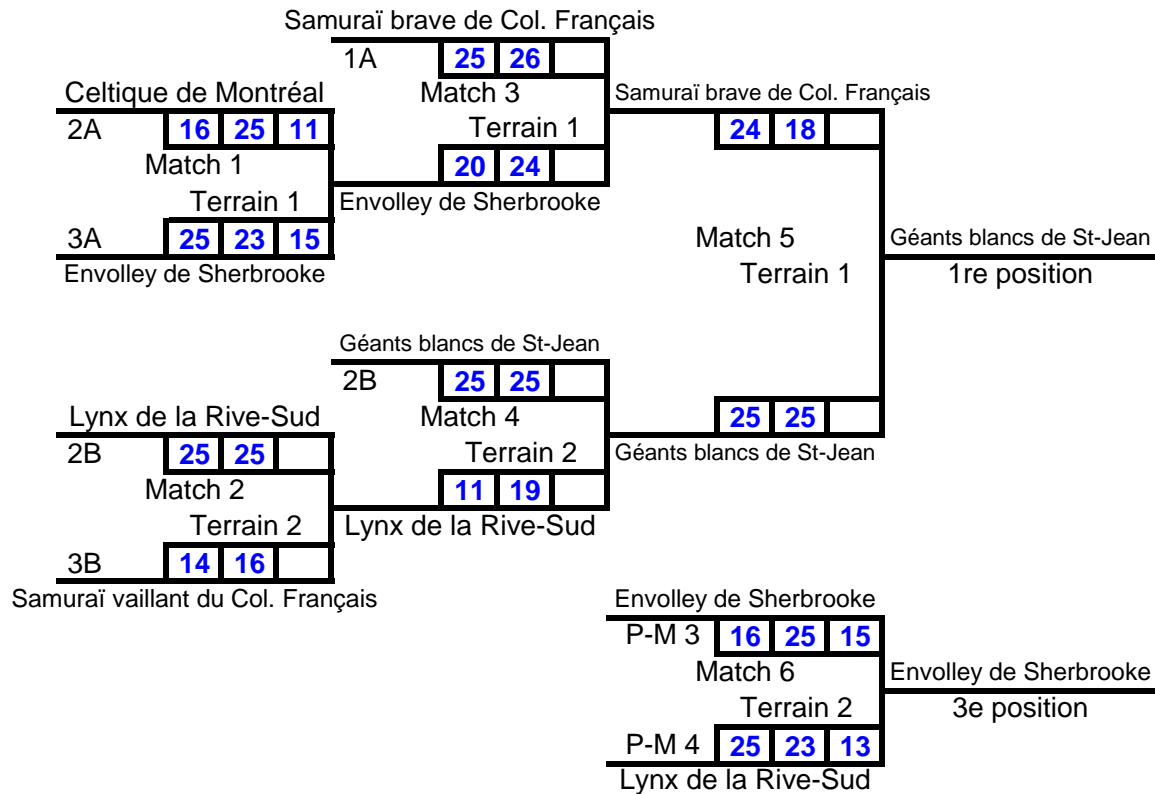 Samuraï brave de Col. Français
1A 25 26
Match 3
Terrain 1
20 24
Envolley de Sherbrooke
Celtique de Montréal
2A 16 25 11
Match 1
Terrain 1
3A 25 23 15
Envolley de Sherbrooke
Samuraï brave de Col. Français
24 18
Match 5
Terrain 1
25 25
Géants blancs de St-Jean
Géants blancs de St-Jean
1re position
Géants blancs de St-Jean
2B 25 25
Match 4
Terrain 2
11 19
Lynx de la Rive-Sud
Lynx de la Rive-Sud
2B 25 25
Match 2
Terrain 2
3B 14 16
Samuraï vaillant du Col. Français
Envolley de Sherbrooke
P-M 3 16 25 15
Match 6
Terrain 2
P-M 4 25 23 13
Lynx de la Rive-Sud
Envolley de Sherbrooke
3e position